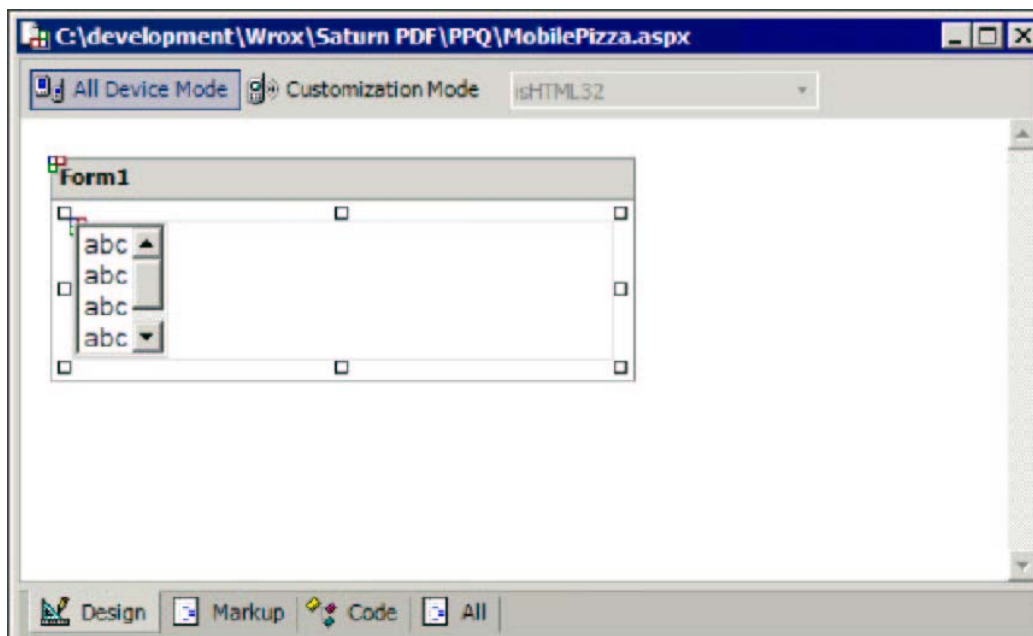 C:\development\Wrox\Saturn PDF\PPQ\MobilePizza.aspx
All Device Mode Customization Mode isHTML32
Form1
abc
abc
abc
abc
Design Markup Code All